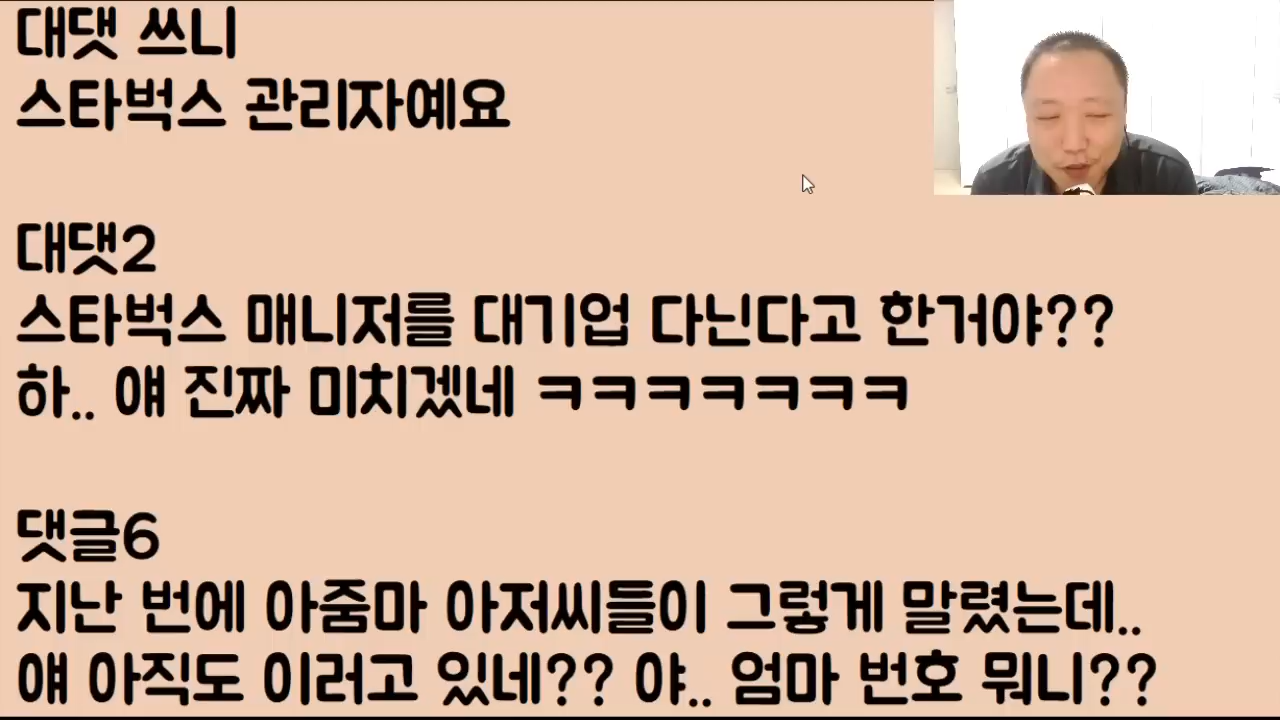 대댓 쓰니
스타벅스 관리자예요
대댓2
스타벅스 매니저를 대기업 다닌다고 한거야??
하.. 얘 진짜 미치겠네 ㅋㅋㅋㅋㅋㅋㅋ
댓글6
지난 번에 아줌마 아저씨들이 그렇게 말렸는데..
얘 아직도 이러고 있네?? 야.. 엄마 번호 뭐니??